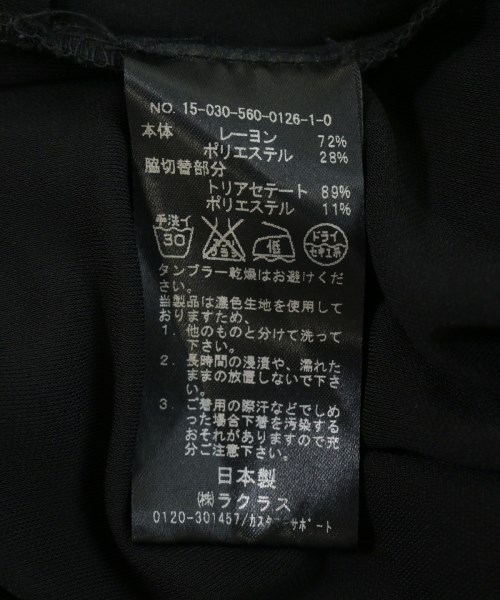 NO. 15-030-560-0126-1-0
本体 レーヨン 72%
ポリエステル 28%
脇切替部分
トリアセテート 89%
ポリエステル 11%
手洗イ 30 低 ドライ セキユ系
タンブラー乾燥はお避けくだ
さい。
当製品は濃色生地を使用して
おりますため、
1. 他のものと分けて洗って
下さい。
2. 長時間の浸漬や、濡れた
ままの放置しないで下さ
い。
3. ご着用の際汗などでしめ
った場合下着を汚染する
おそれがありますので充
分ご注意下さい。
日本製
㈱ラクラス
0120-301457/カスタマーサポート